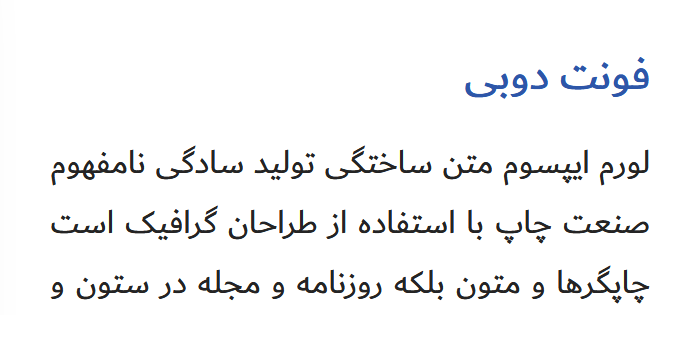 فونت دوبی
لورم ایپسوم متن ساختگی تولید سادگی نامفهوم
صنعت چاپ با استفاده از طراحان گرافیک است
چاپگرها و متون بلکه روزنامه و مجله در ستون و